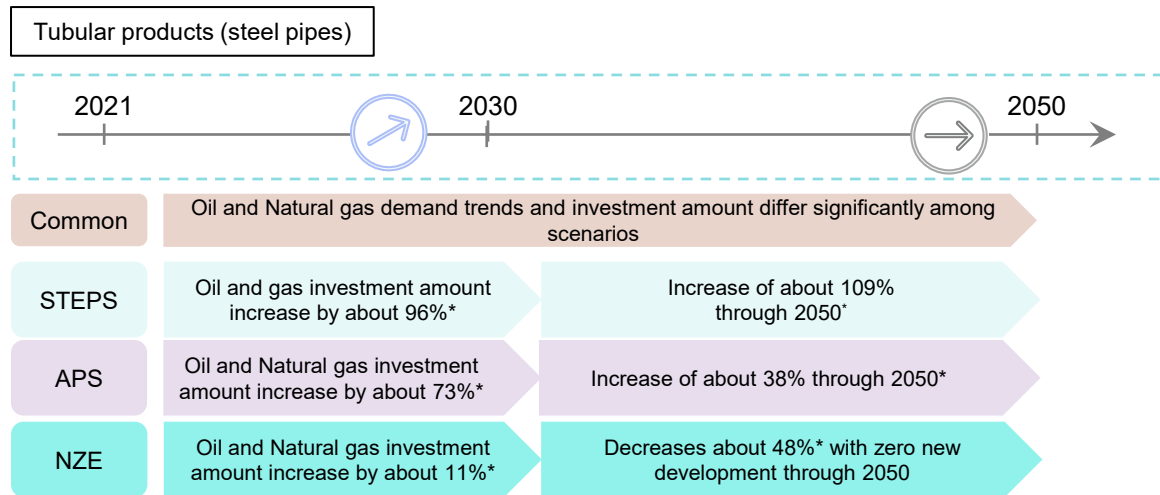 Tubular products (steel pipes)
2021
2030
2050
Common
Oil and Natural gas demand trends and investment amount differ significantly among
scenarios
STEPS
Oil and gas investment amount
increase by about 96%*
Increase of about 109%
through 2050*
APS
Oil and Natural gas investment
amount increase by about 73%*
Increase of about 38% through 2050*
NZE
Oil and Natural gas investment
amount increase by about 11%*
Decreases about 48%* with zero new
development through 2050